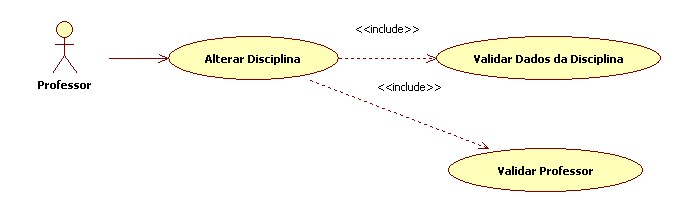 <<include>>
Alterar Disciplina
Validar Dados da Disciplina
Professor
<<include>>
Validar Professor